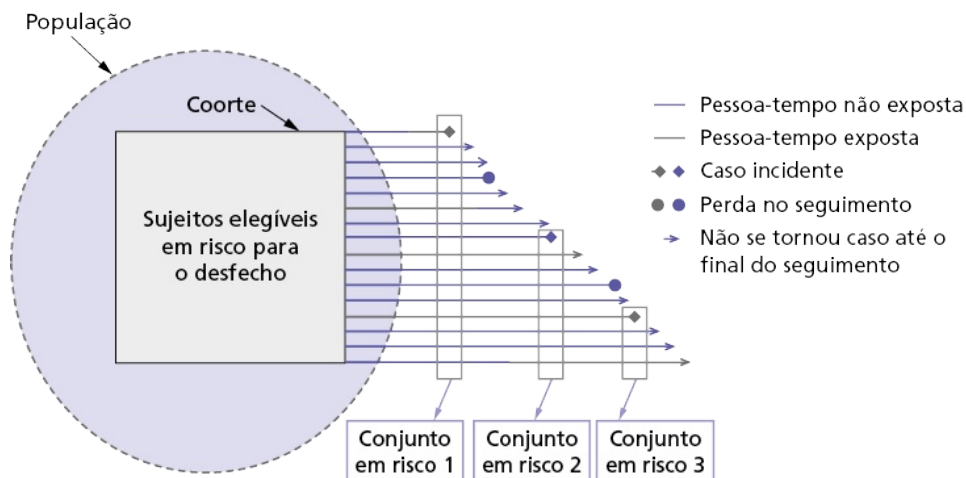 População
Coorte
Sujeitos elegíveis
em risco para
o desfecho
Pessoa-tempo não exposta
Pessoa-tempo exposta
Caso incidente
Perda no seguimento
Não se tornou caso até o
final do seguimento
Conjunto
em risco 1
Conjunto
em risco 2
Conjunto
em risco 3